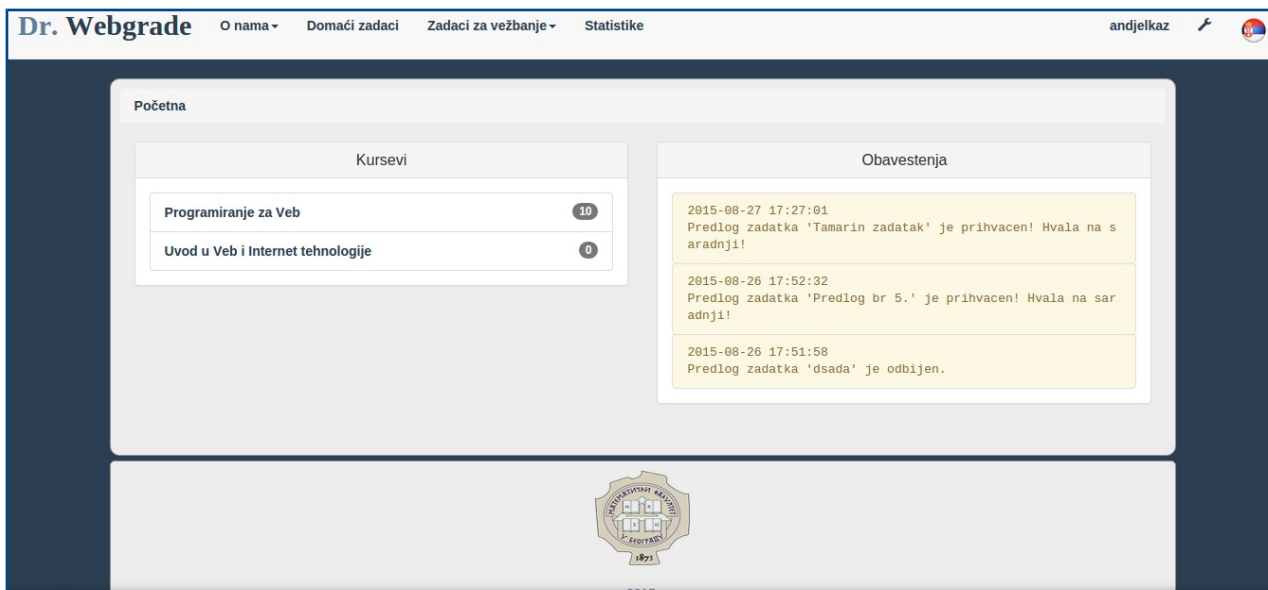 Dr. Webgrade O nama Domaći zadaci Zadaci za vežbanje Statistike andjelkaz
Početna
Kursevi
Programiranje za Veb 10
Uvod u Veb i Internet tehnologije 0
Obavestenja
2015-08-27 17:27:01
Predlog zadatka 'Tamarin zadatak' je prihvacen! Hvala na s
aradnji!
2015-08-26 17:52:32
Predlog zadatka 'Predlog br 5.' je prihvacen! Hvala na sar
adnji!
2015-08-26 17:51:58
Predlog zadatka 'dsada' je odbijen.
МАТЕМАТИЧКИ ФАКУЛТЕТ
У БЕОГРАДУ
1873